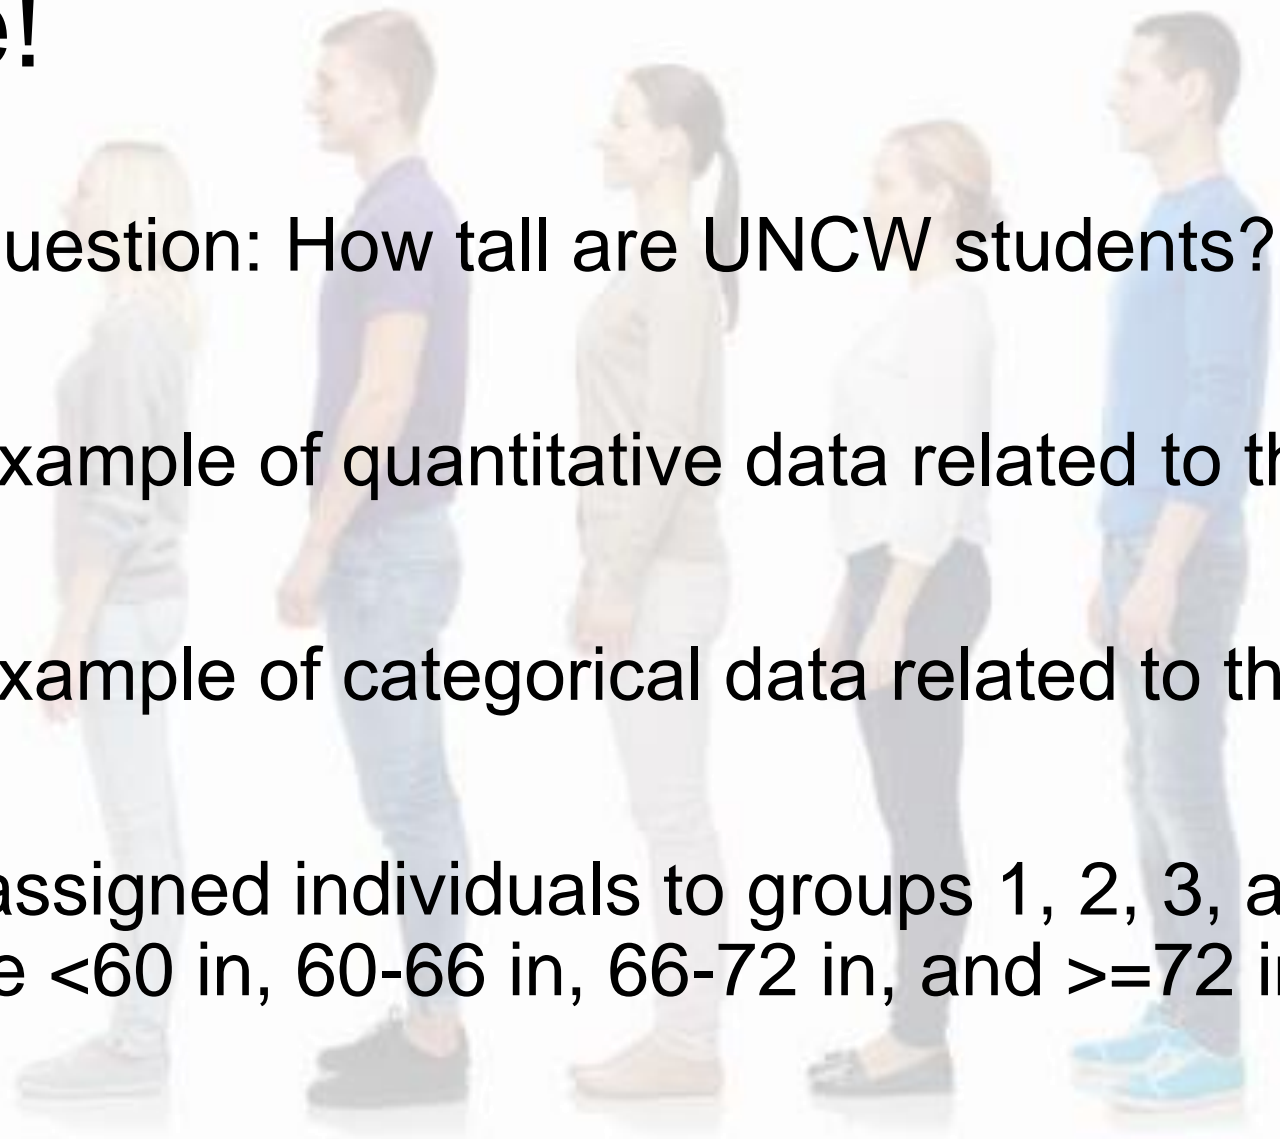 e!
uestion: How tall are UNCW students?
xample of quantitative data related to th
xample of categorical data related to th
assigned individuals to groups 1, 2, 3, a
e <60 in, 60-66 in, 66-72 in, and >=72 in